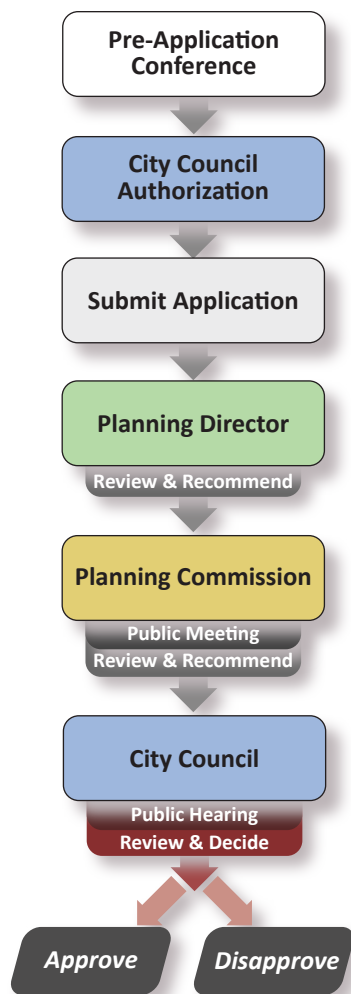 Pre-Application
Conference
City Council
Authorization
Submit Application
Planning Director
Review & Recommend
Planning Commission
Public Meeting
Review & Recommend
City Council
Public Hearing
Review & Decide
Approve
Disapprove